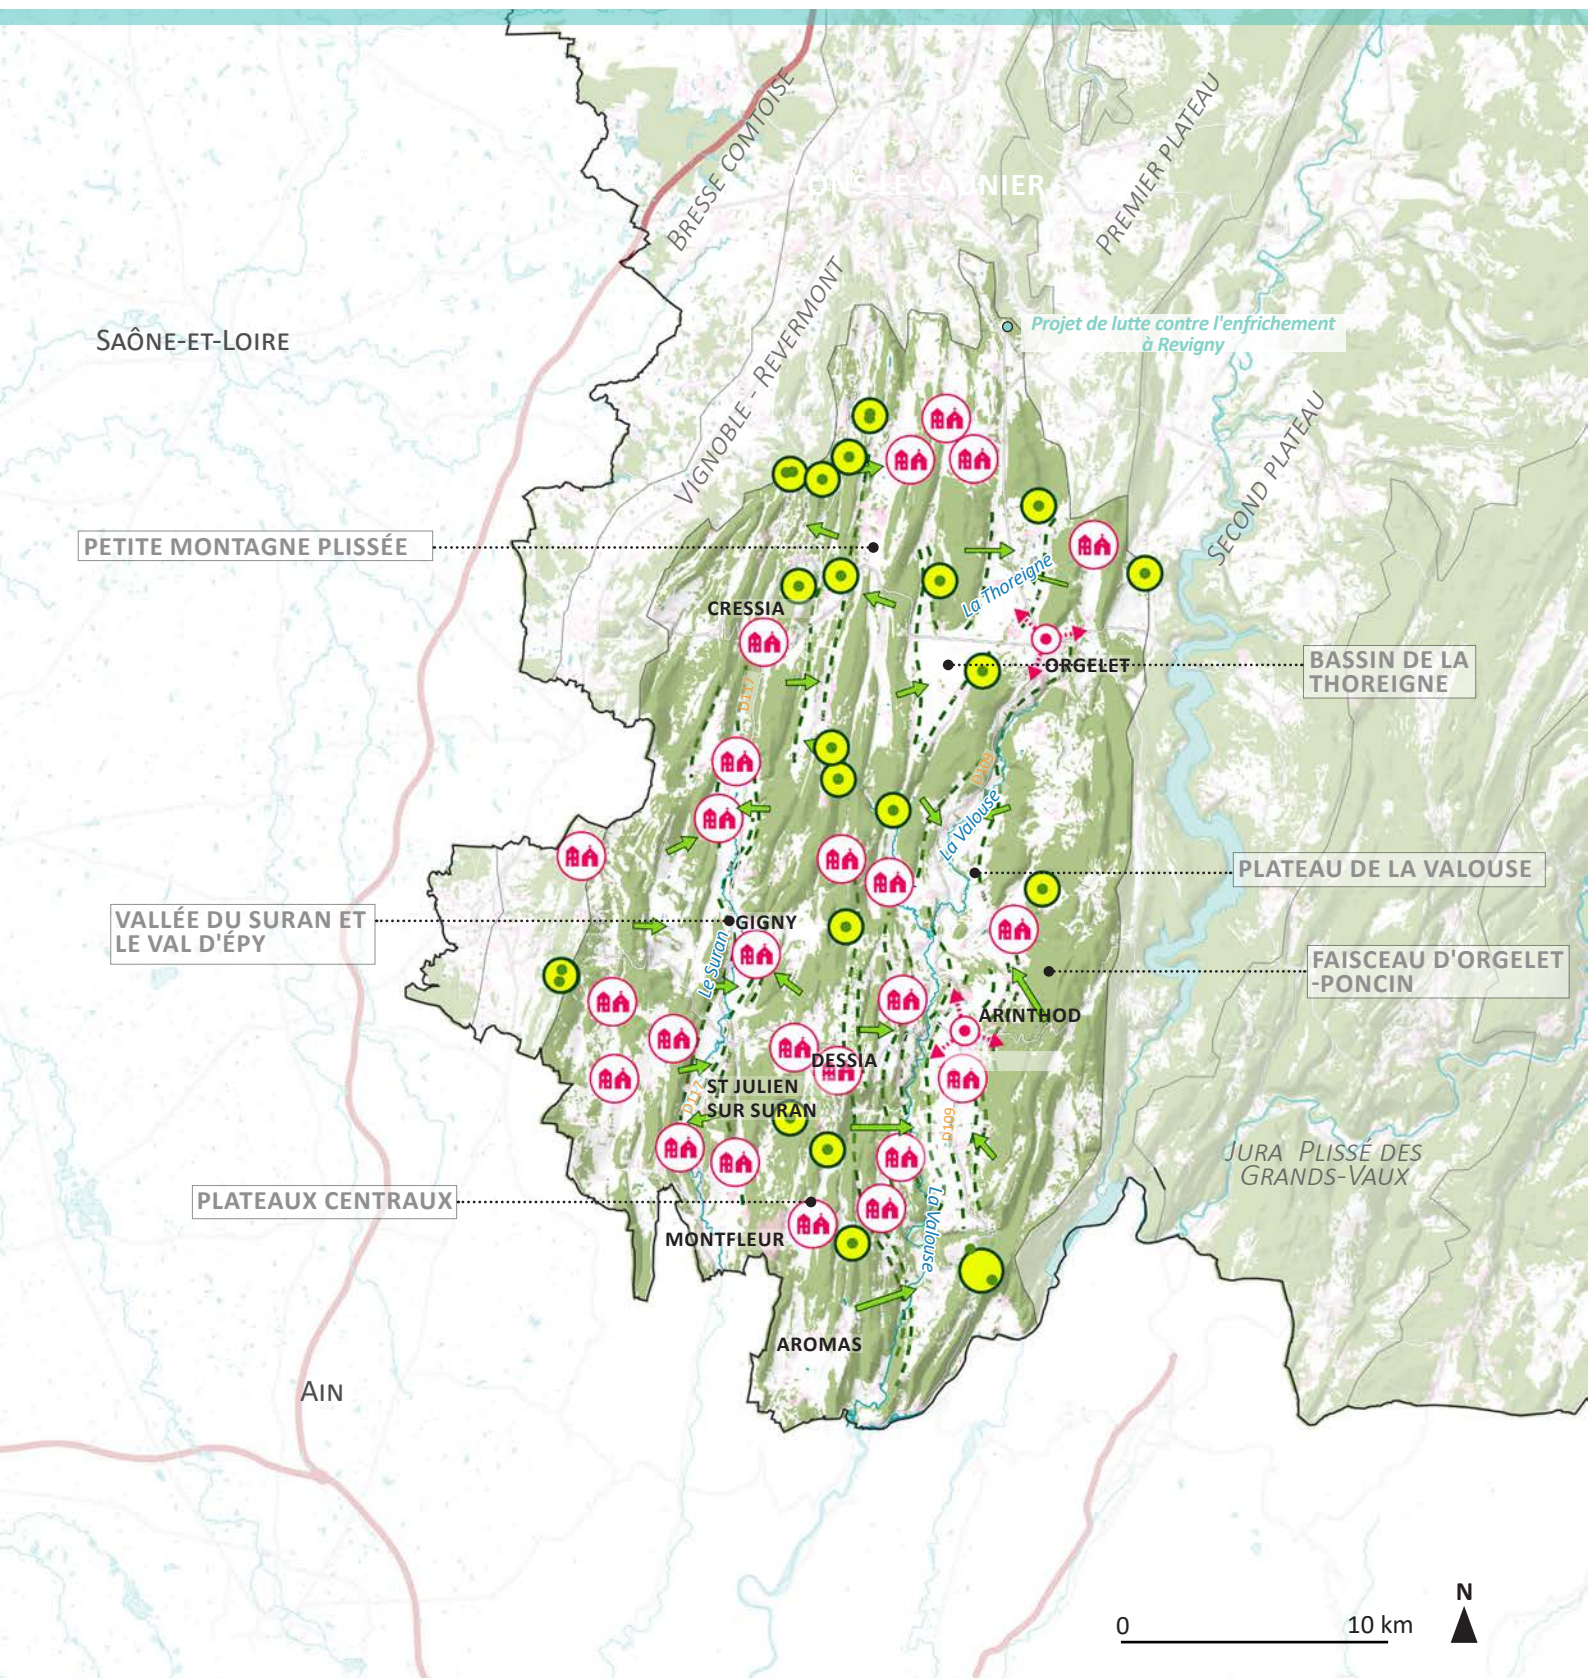 BRESSE COMTOISE
PREMIER PLATEAU
ONS-LE-SAUNIER
VIGNOBLE - REVERMONT
Projet de lutte contre l'enfrichement
à Revigny
SAÔNE-ET-LOIRE
SECOND PLATEAU
PETITE MONTAGNE PLISSÉE
La Thoreigne
CRESSIA
ORGELET
BASSIN DE LA
THOREIGNE
D117
D109
La Valouse
PLATEAU DE LA VALOUSE
VALLÉE DU SURAN ET
LE VAL D'ÉPY
GIGNY
Le Suran
FAISCEAU D'ORGELET
-PONCIN
ARINTHOD
DESSIA
ST JULIEN
SUR SURAN
D117
D109
JURA PLISSÉ DES
GRANDS-VAUX
PLATEAUX CENTRAUX
La Valouse
MONTFLEUR
AROMAS
AIN
N
0 10 km